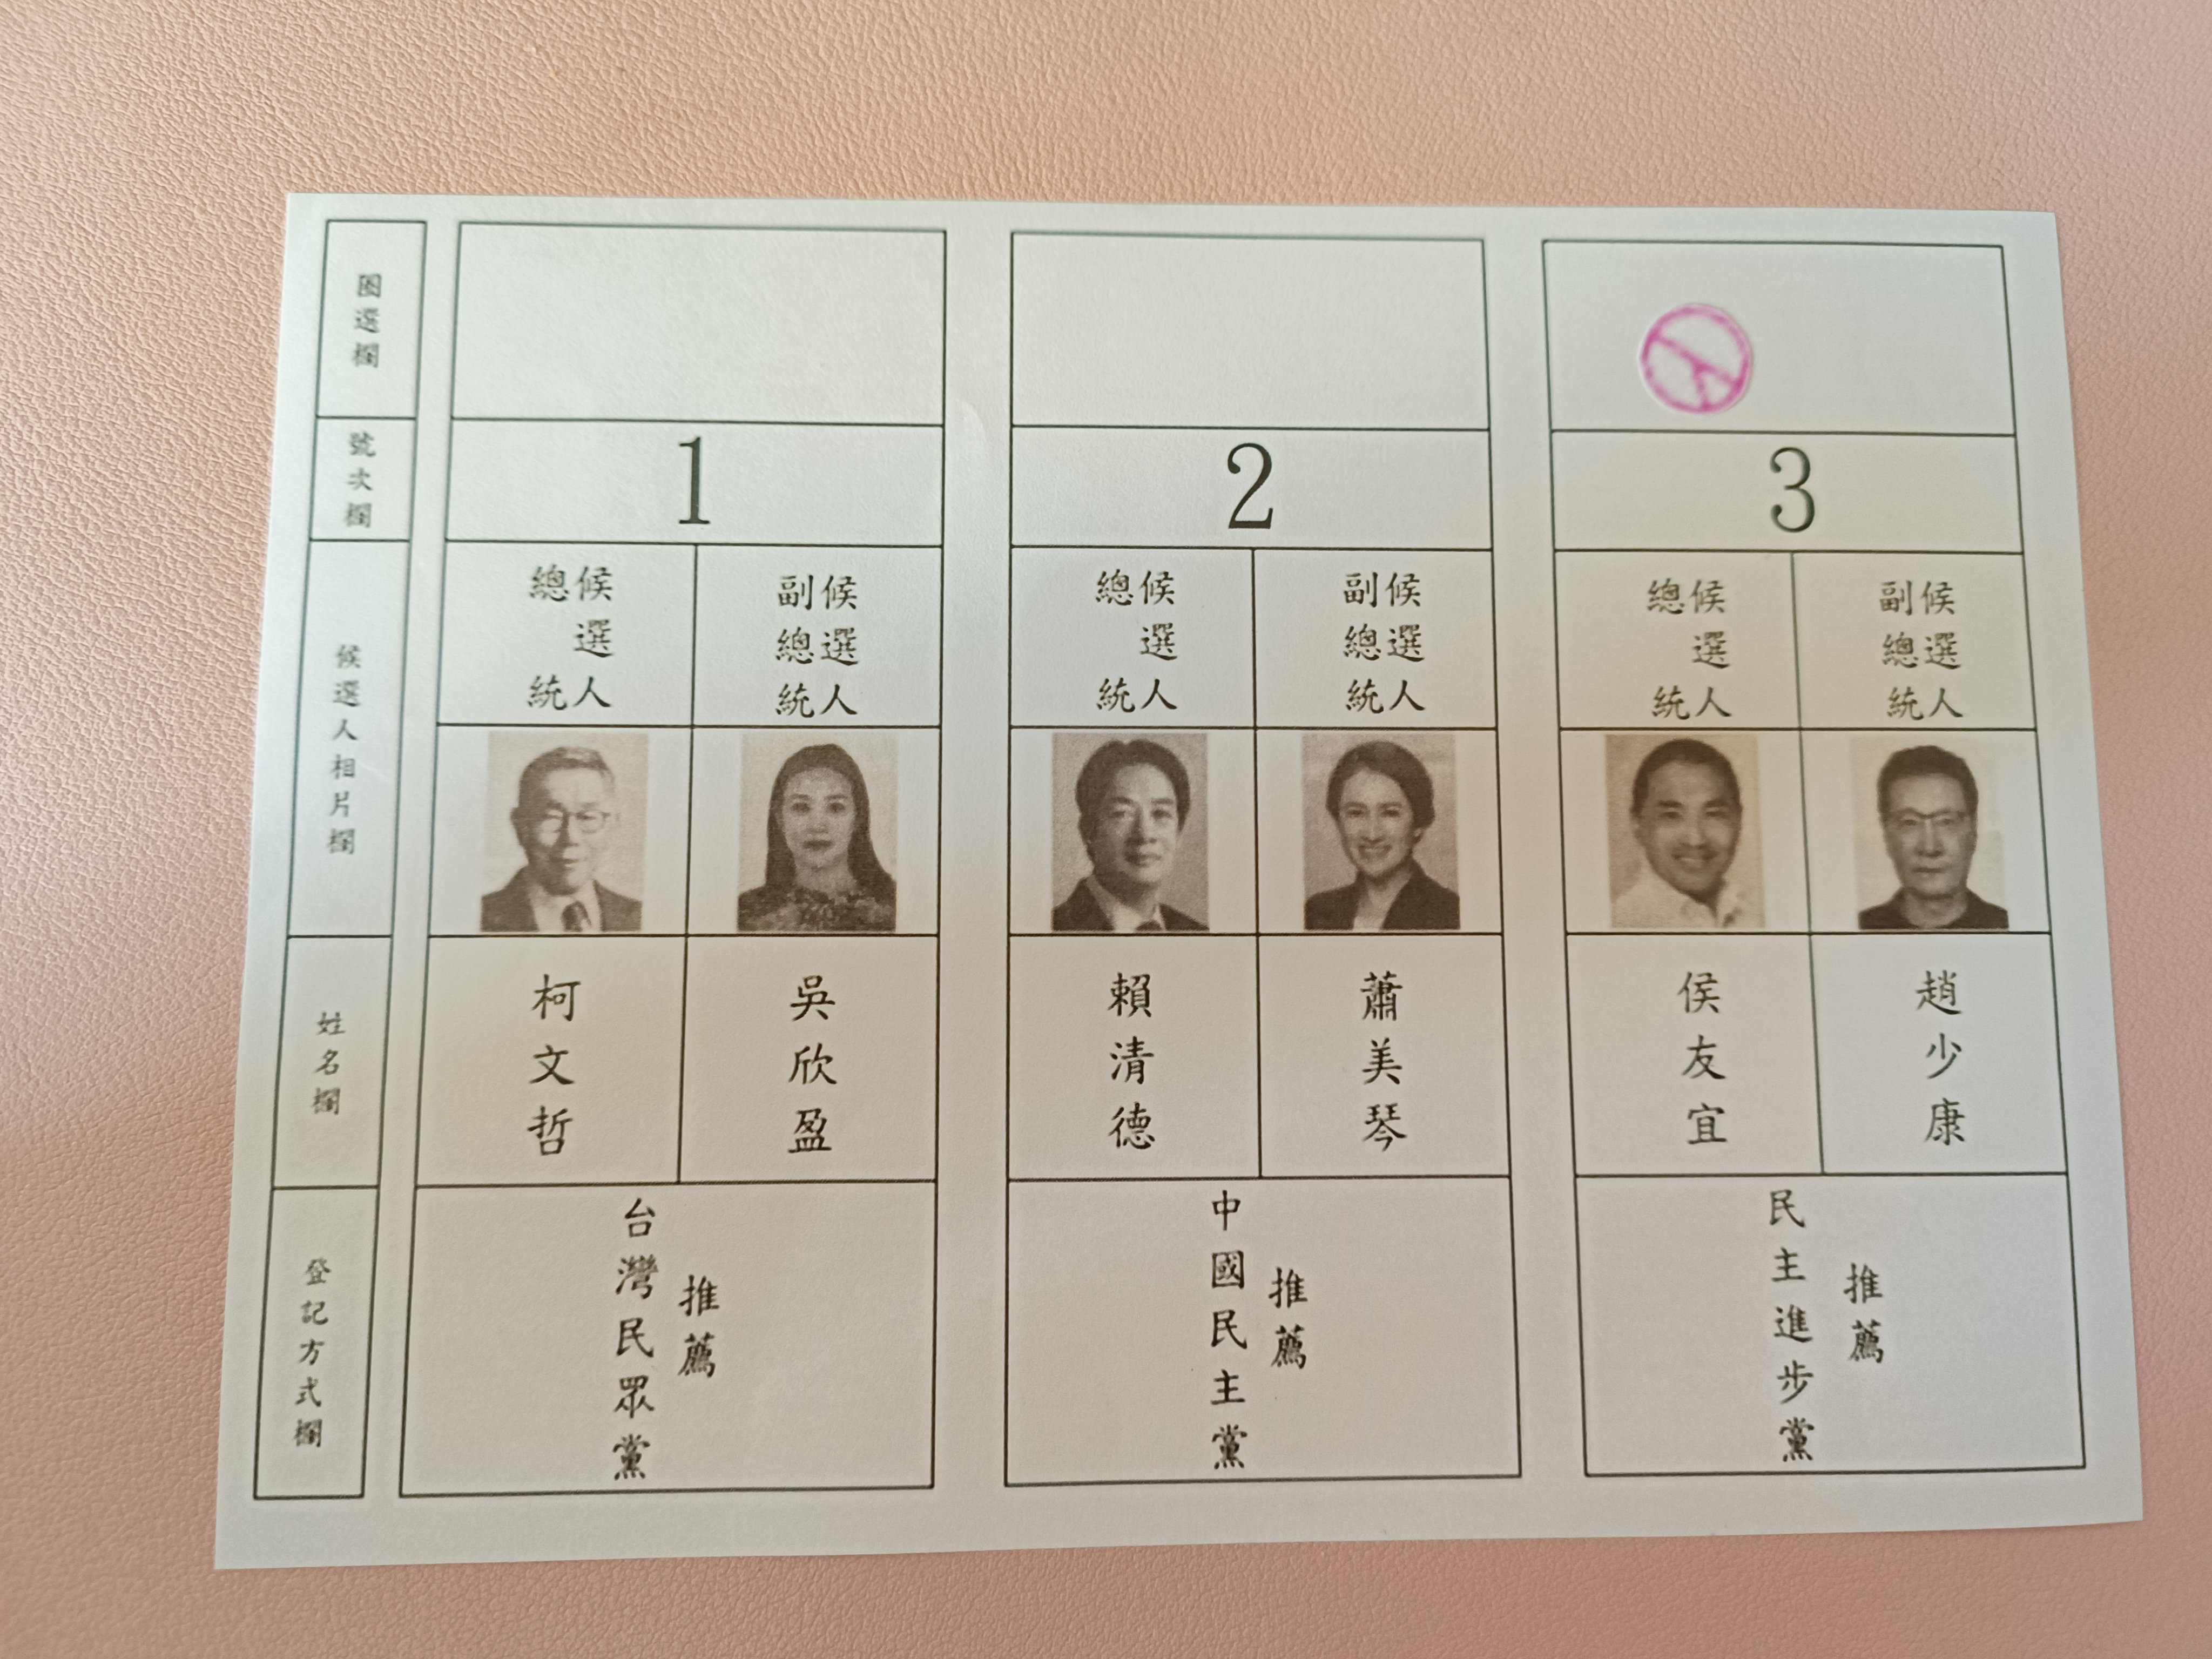 圈選欄
號次欄
候選人相片欄
姓名欄
登記方式欄
1
總統
候選人
副總統
候選人
柯文哲
吳欣盈
台灣民眾黨
推薦
2
總統
候選人
副總統
候選人
賴清德
蕭美琴
中國民主黨
推薦
3
總統
候選人
副總統
候選人
侯友宜
趙少康
民主進步黨
推薦